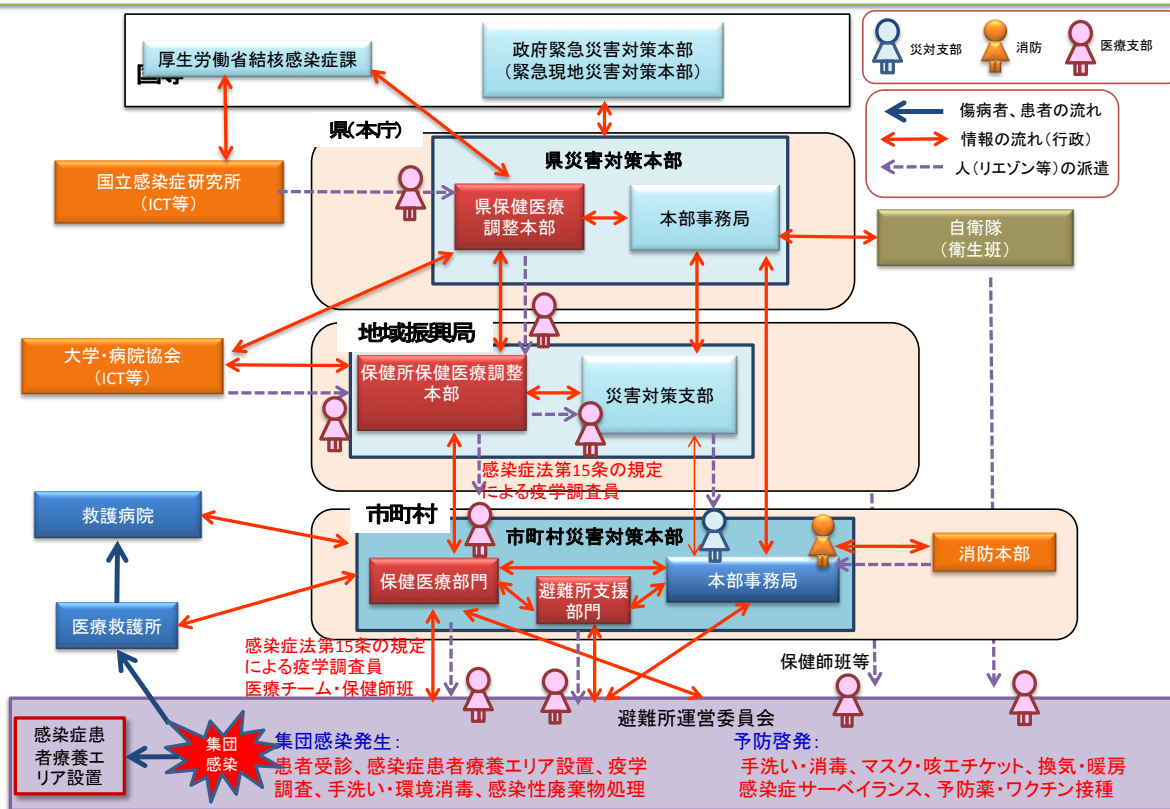 厚生労働省結核感染症課
国等
政府緊急災害対策本部
(緊急現地災害対策本部)
災対支部
消防
医療支部
傷病者、患者の流れ
情報の流れ(行政)
人(リエゾン等)の派遣
県(本庁)
県災害対策本部
国立感染症研究所
(ICT等)
県保健医療
調整本部
本部事務局
自衛隊
(衛生班)
地域振興局
大学・病院協会
(ICT等)
保健所保健医療調整
本部
災害対策支部
感染症法第15条の規定
による疫学調査員
救護病院
市町村
市町村災害対策本部
保健医療部門
避難所支援
部門
本部事務局
消防本部
医療救護所
感染症法第15条の規定
による疫学調査員
医療チーム・保健師班
保健師班等
避難所運営委員会
感染症患
者療養エ
リア設置
集団
感染
集団感染発生:
患者受診、感染症患者療養エリア設置、疫学
調査、手洗い・環境消毒、感染性廃棄物処理
予防啓発:
手洗い・消毒、マスク・咳エチケット、換気・暖房
感染症サーベイランス、予防薬・ワクチン接種